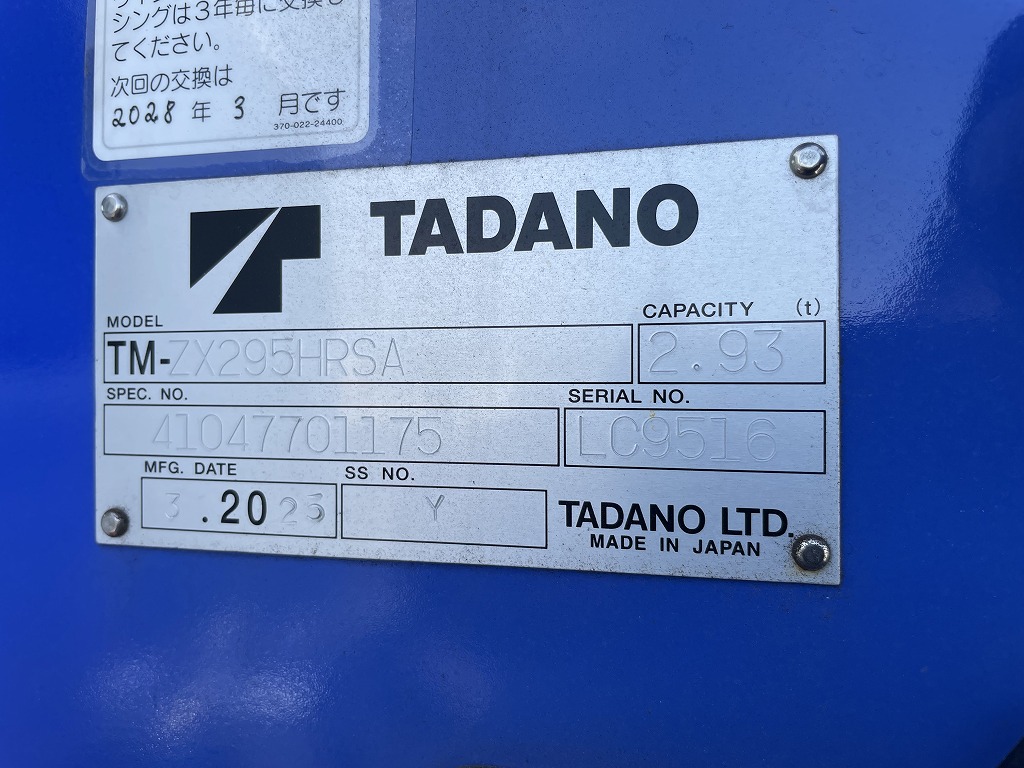 シングは３年毎に交換し
てください。
次回の交換は
2028 年 3 月です
370-022-24400
TADANO
MODEL
CAPACITY (t)
TM-ZX295HRSA
2.93
SPEC. NO.
SERIAL NO.
41047701175
LC9516
MFG. DATE
SS NO.
3 .2023
Y
TADANO LTD.
MADE IN JAPAN